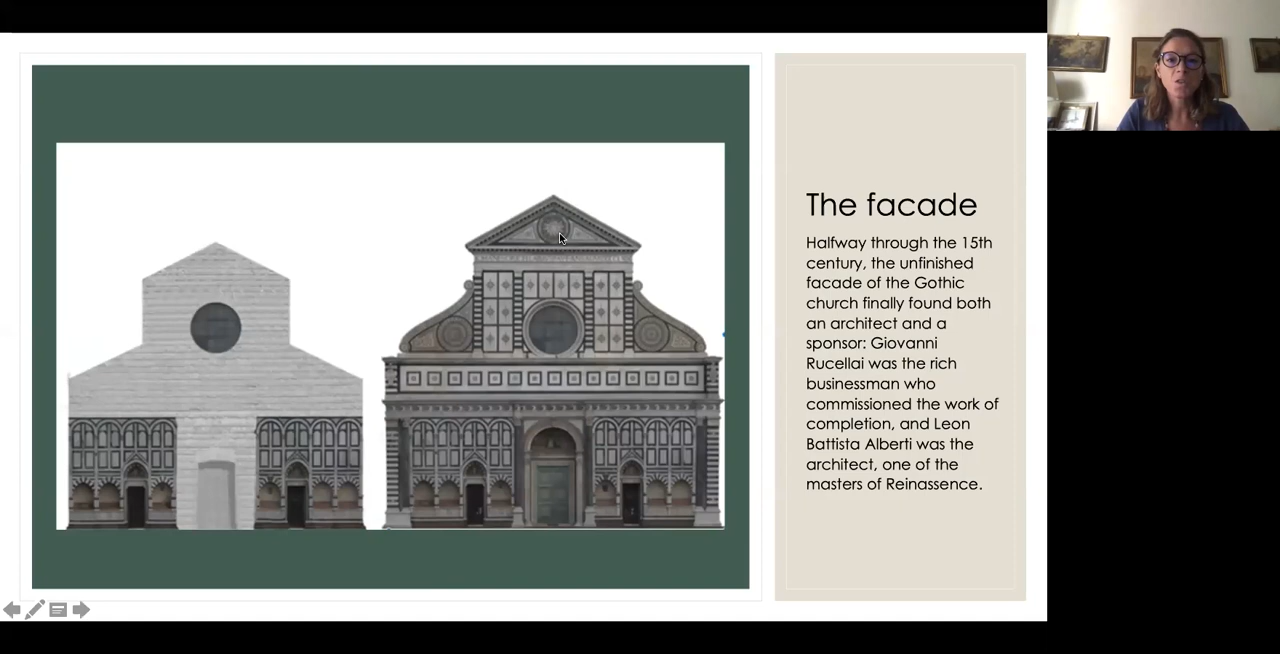 The facade
Halfway through the 15th
century, the unfinished
facade of the Gothic
church finally found both
an architect and a
sponsor: Giovanni
Rucellai was the rich
businessman who
commissioned the work of
completion, and Leon
Battista Alberti was the
architect, one of the
masters of Reinassence.